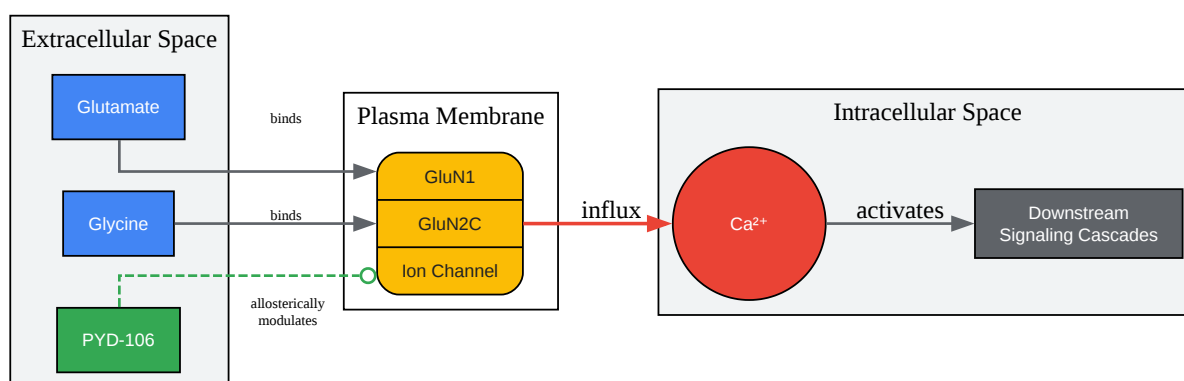 Extracellular Space
Glutamate
binds
Glycine
binds
allosterically
modulates
PYD-106
Plasma Membrane
GluN1
GluN2C
Ion Channel
influx
Intracellular Space
Ca²⁺
activates
Downstream
Signaling Cascades